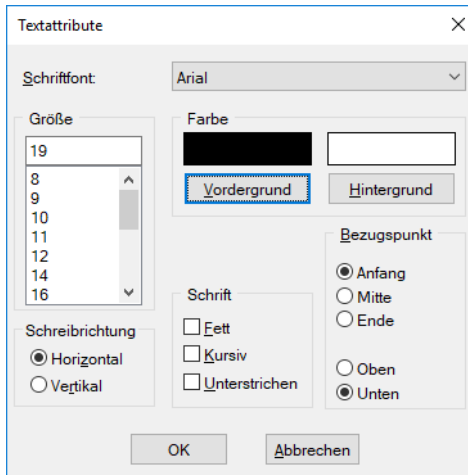 Textattribute
Schriftfont:
Arial
Größe
19
8
9
10
11
12
14
16
Farbe
Vordergrund
Hintergrund
Bezugspunkt
Anfang
Mitte
Ende
Oben
Unten
Schrift
Fett
Kursiv
Unterstrichen
Schreibrichtung
Horizontal
Vertikal
OK
Abbrechen